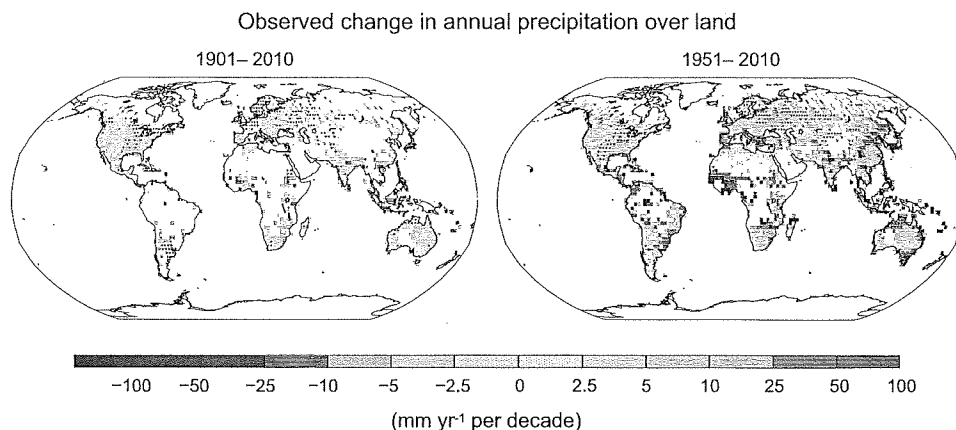 Observed change in annual precipitation over land
1901– 2010
1951– 2010
−100 −50 −25 −10 −5 −2.5 0 2.5 5 10 25 50 100
(mm yr⁻¹ per decade)